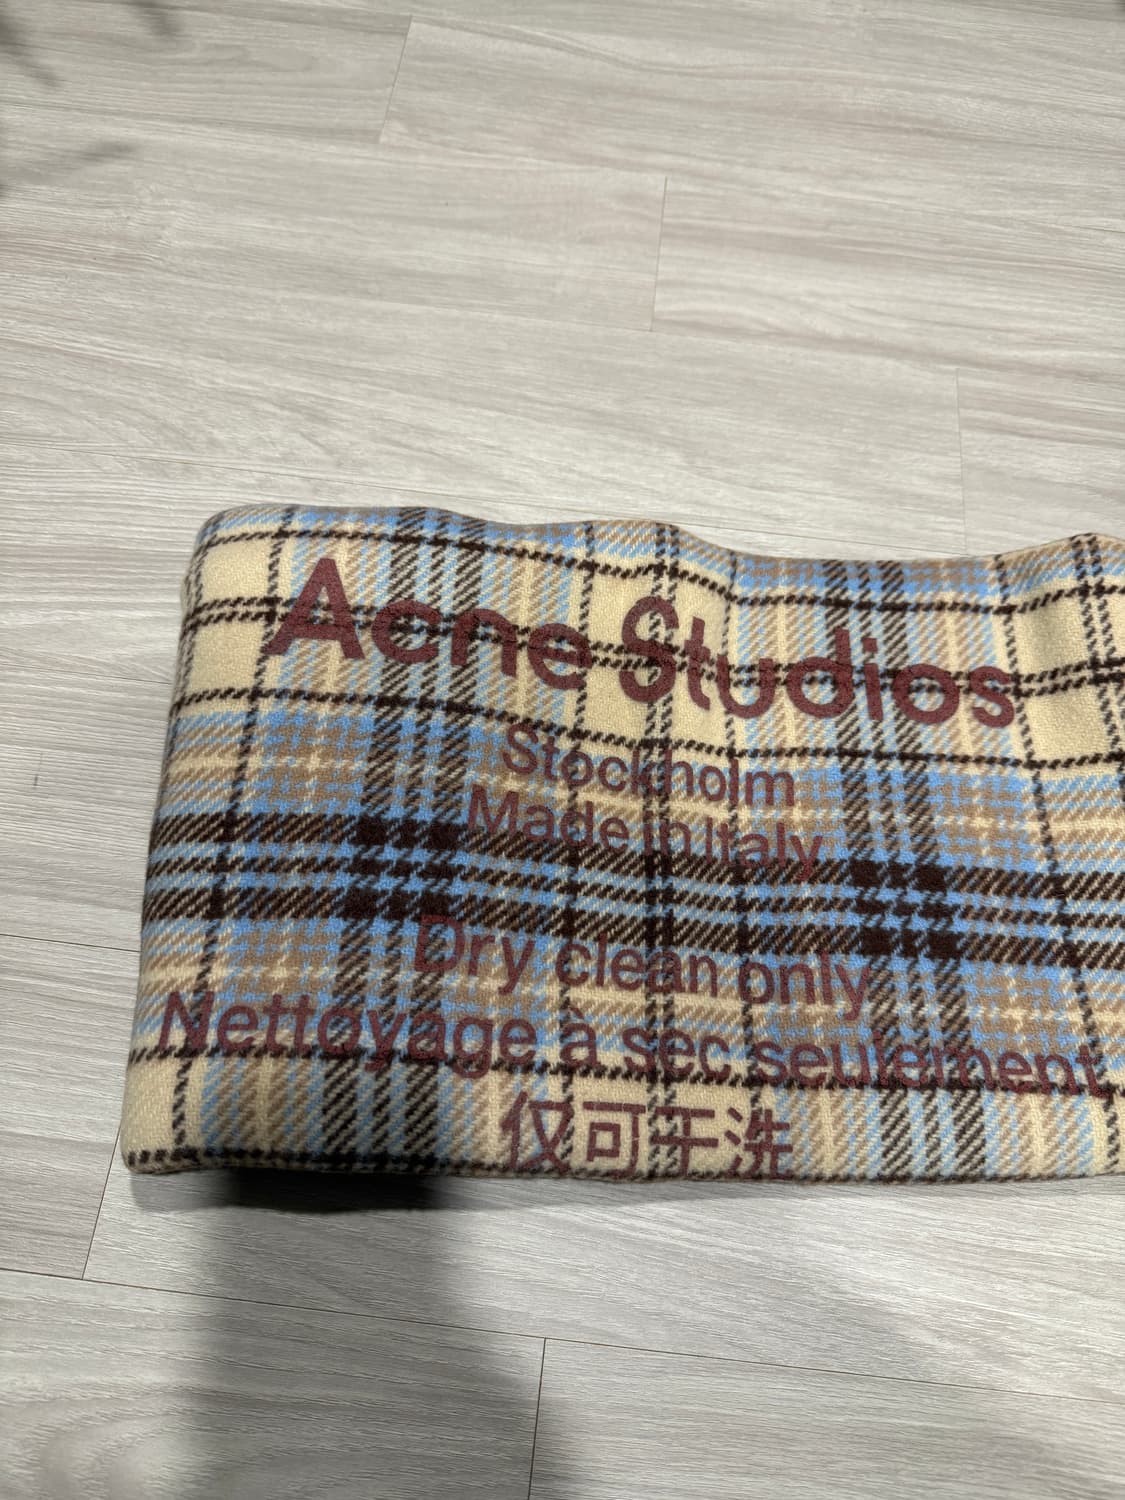 Acne Studios
Stockholm
Made in Italy
Dry clean only
Nettoyage à sec seulement
仅可干洗